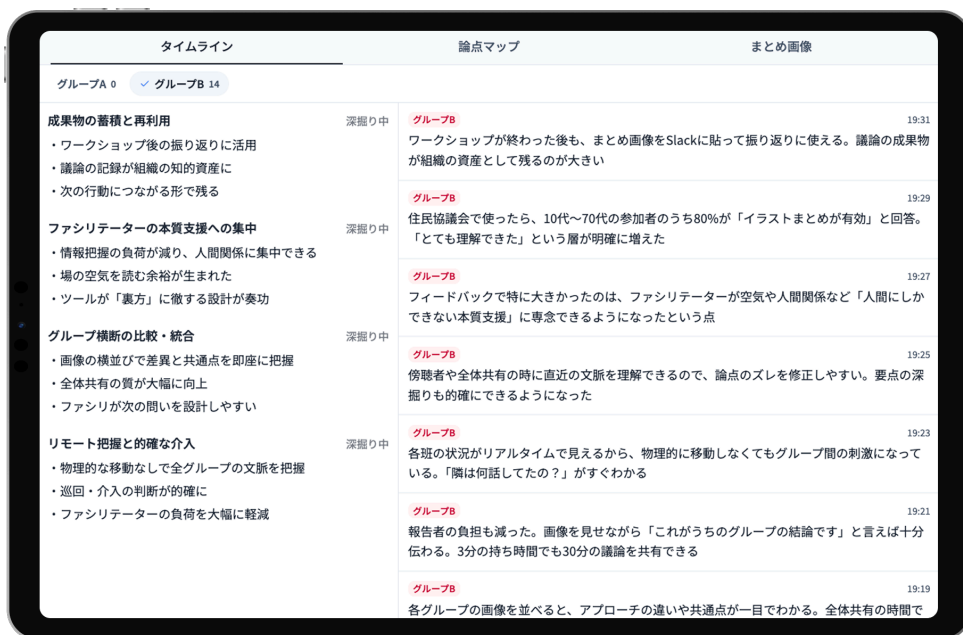 タイムライン
論点マップ
まとめ画像
グループA 0
グループB 14
成果物の蓄積と再利用 深掘り中
・ワークショップ後の振り返りに活用
・議論の記録が組織の知的資産に
・次の行動につながる形で残る
ファシリテーターの本質支援への集中 深掘り中
・情報把握の負荷が減り、人間関係に集中できる
・場の空気を読む余裕が生まれた
・ツールが「裏方」に徹する設計が奏功
グループ横断の比較・統合 深掘り中
・画像の横並びで差異と共通点を即座に把握
・全体共有の質が大幅に向上
・ファシリが次の問いを設計しやすい
リモート把握と的確な介入 深掘り中
・物理的な移動なしで全グループの文脈を把握
・巡回・介入の判断が的確に
・ファシリテーターの負荷を大幅に軽減
グループB 19:31
ワークショップが終わった後も、まとめ画像をSlackに貼って振り返りに使える。議論の成果物
が組織の資産として残るのが大きい
グループB 19:29
住民協議会で使ったら、10代〜70代の参加者のうち80%が「イラストまとめが有効」と回答。
「とても理解できた」という層が明確に増えた
グループB 19:27
フィードバックで特に大きかったのは、ファシリテーターが空気や人間関係など「人間にしか
できない本質支援」に専念できるようになったという点
グループB 19:25
傍聴者や全体共有の時に直近の文脈を理解できるので、論点のズレを修正しやすい。要点の深
掘りも的確にできるようになった
グループB 19:23
各班の状況がリアルタイムで見えるから、物理的に移動しなくてもグループ間の刺激になって
いる。「隣は何話してたの？」がすぐわかる
グループB 19:21
報告者の負担も減った。画像を見せながら「これがうちのグループの結論です」と言えば十分
伝わる。3分の持ち時間でも30分の議論を共有できる
グループB 19:19
各グループの画像を並べると、アプローチの違いや共通点が一目でわかる。全体共有の時間で